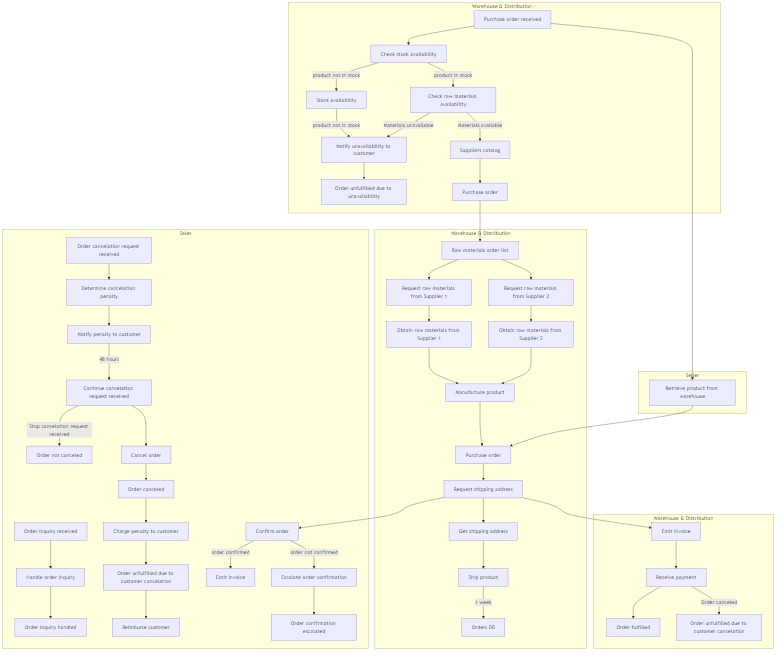 Warehouse & Distribution -
Purchase order received
Check stock availability
product not in stock
product in stock
Stock availability
Check raw materials
availability
product not in stock
Materials unavailable
Materials available
Notify unavailability to
customer
Suppliers catalog
Order unfulfilled due to
unavailability
Purchase order
Sales
Order cancelation request
received
Determine cancelation
penalty
Notify penalty to customer
48 hours
Continue cancelation
request received
Stop cancelation request
received
Order not canceled
Cancel order
Order canceled
Order inquiry received
Charge penalty to customer
Confirm order
order confirmed
order not confirmed
Handle order inquiry
Order unfulfilled due to
customer cancelation
Emit invoice
Escalate order confirmation
Order inquiry handled
Reimburse customer
Order confirmation
escalated
Warehouse & Distribution
Raw materials order list
Request raw materials
from Supplier 1
Request raw materials
from Supplier 2
Obtain raw materials from
Supplier 1
Obtain raw materials from
Supplier 2
Manufacture product
Purchase order
Request shipping address
Get shipping address
Ship product
1 week
Orders DB
Seller
Retrieve product from
warehouse
Warehouse & Distribution
Emit invoice
Receive payment
Order canceled
Order fulfilled
Order unfulfilled due to
customer cancelation